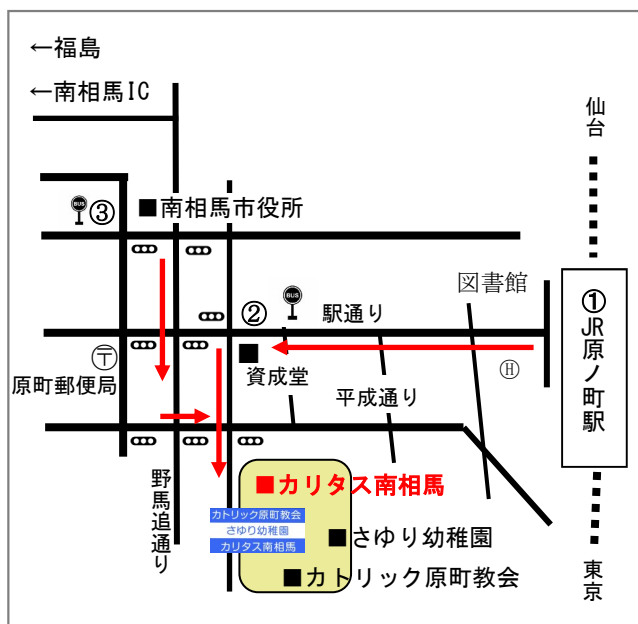 ←福島
←南相馬IC
仙台
BUS
③
■南相馬市役所
図書館
②
BUS
駅通り
①JR原ノ町駅
〒
原町郵便局
■
資成堂
平成通り
Ⓗ
野馬追通り
■カリタス南相馬
カトリック原町教会
さゆり幼稚園
カリタス南相馬
■さゆり幼稚園
■カトリック原町教会
東京